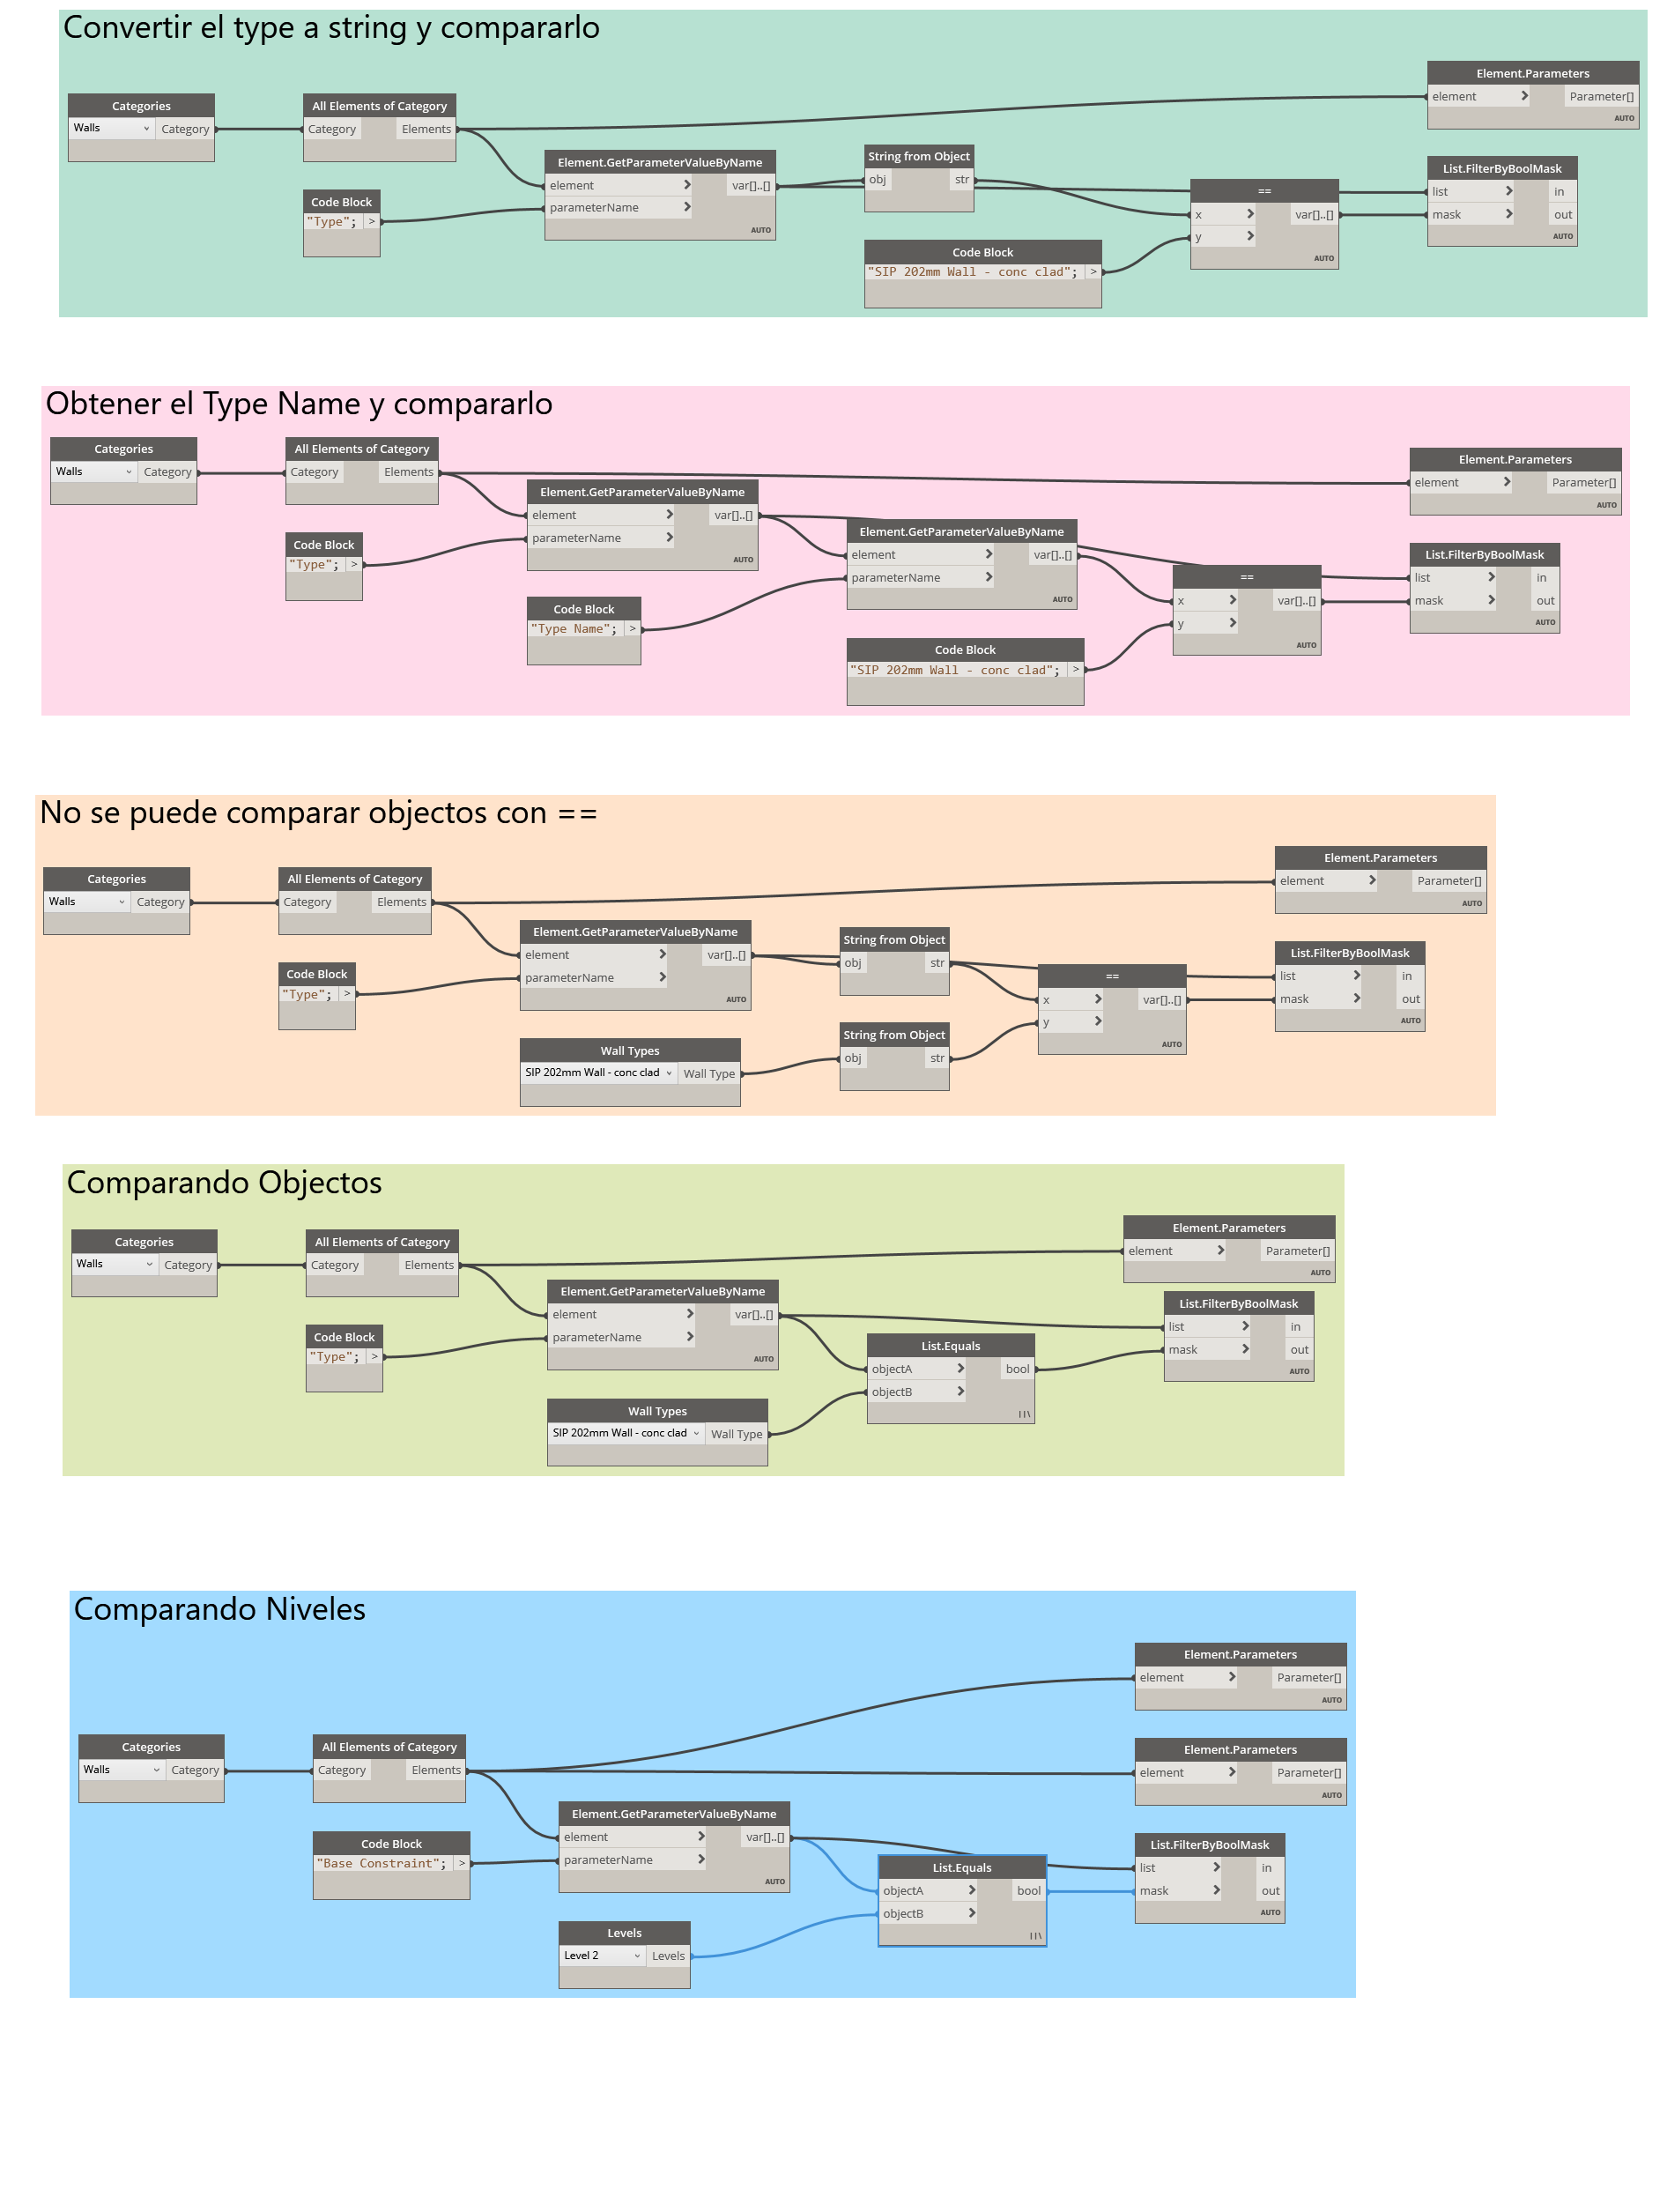 Convertir el type a string y compararlo
Element.Parameters
element > Parameter[]
AUTO
Categories
Walls Category
All Elements of Category
Category Elements
Element.GetParameterValueByName
element > var[]..[]
parameterName >
AUTO
String from Object
obj str
List.FilterByBoolMask
list > in
mask > out
AUTO
==
x > var[]..[]
y >
AUTO
Code Block
"Type"; >
Code Block
"SIP 202mm Wall - conc clad"; >
Obtener el Type Name y compararlo
Categories
Walls Category
All Elements of Category
Category Elements
Element.Parameters
element > Parameter[]
AUTO
Element.GetParameterValueByName
element > var[]..[]
parameterName >
AUTO
Element.GetParameterValueByName
element > var[]..[]
parameterName >
AUTO
Code Block
"Type"; >
List.FilterByBoolMask
list > in
mask > out
AUTO
==
x > var[]..[]
y >
AUTO
Code Block
"Type Name"; >
Code Block
"SIP 202mm Wall - conc clad"; >
No se puede comparar objectos con ==
Element.Parameters
element > Parameter[]
AUTO
Categories
Walls Category
All Elements of Category
Category Elements
Element.GetParameterValueByName
element > var[]..[]
parameterName >
AUTO
String from Object
obj str
List.FilterByBoolMask
list > in
mask > out
AUTO
Code Block
"Type"; >
==
x > var[]..[]
y >
AUTO
String from Object
obj str
Wall Types
SIP 202mm Wall - conc clad Wall Type
Comparando Objectos
Element.Parameters
element > Parameter[]
AUTO
Categories
Walls Category
All Elements of Category
Category Elements
Element.GetParameterValueByName
element > var[]..[]
parameterName >
AUTO
List.FilterByBoolMask
list > in
mask > out
AUTO
Code Block
"Type"; >
List.Equals
objectA > bool
objectB >
Wall Types
SIP 202mm Wall - conc clad Wall Type
Comparando Niveles
Element.Parameters
element > Parameter[]
AUTO
Categories
Walls Category
All Elements of Category
Category Elements
Element.Parameters
element > Parameter[]
AUTO
Element.GetParameterValueByName
element > var[]..[]
parameterName >
AUTO
Code Block
"Base Constraint"; >
List.FilterByBoolMask
list > in
mask > out
AUTO
List.Equals
objectA > bool
objectB >
Levels
Level 2 Levels